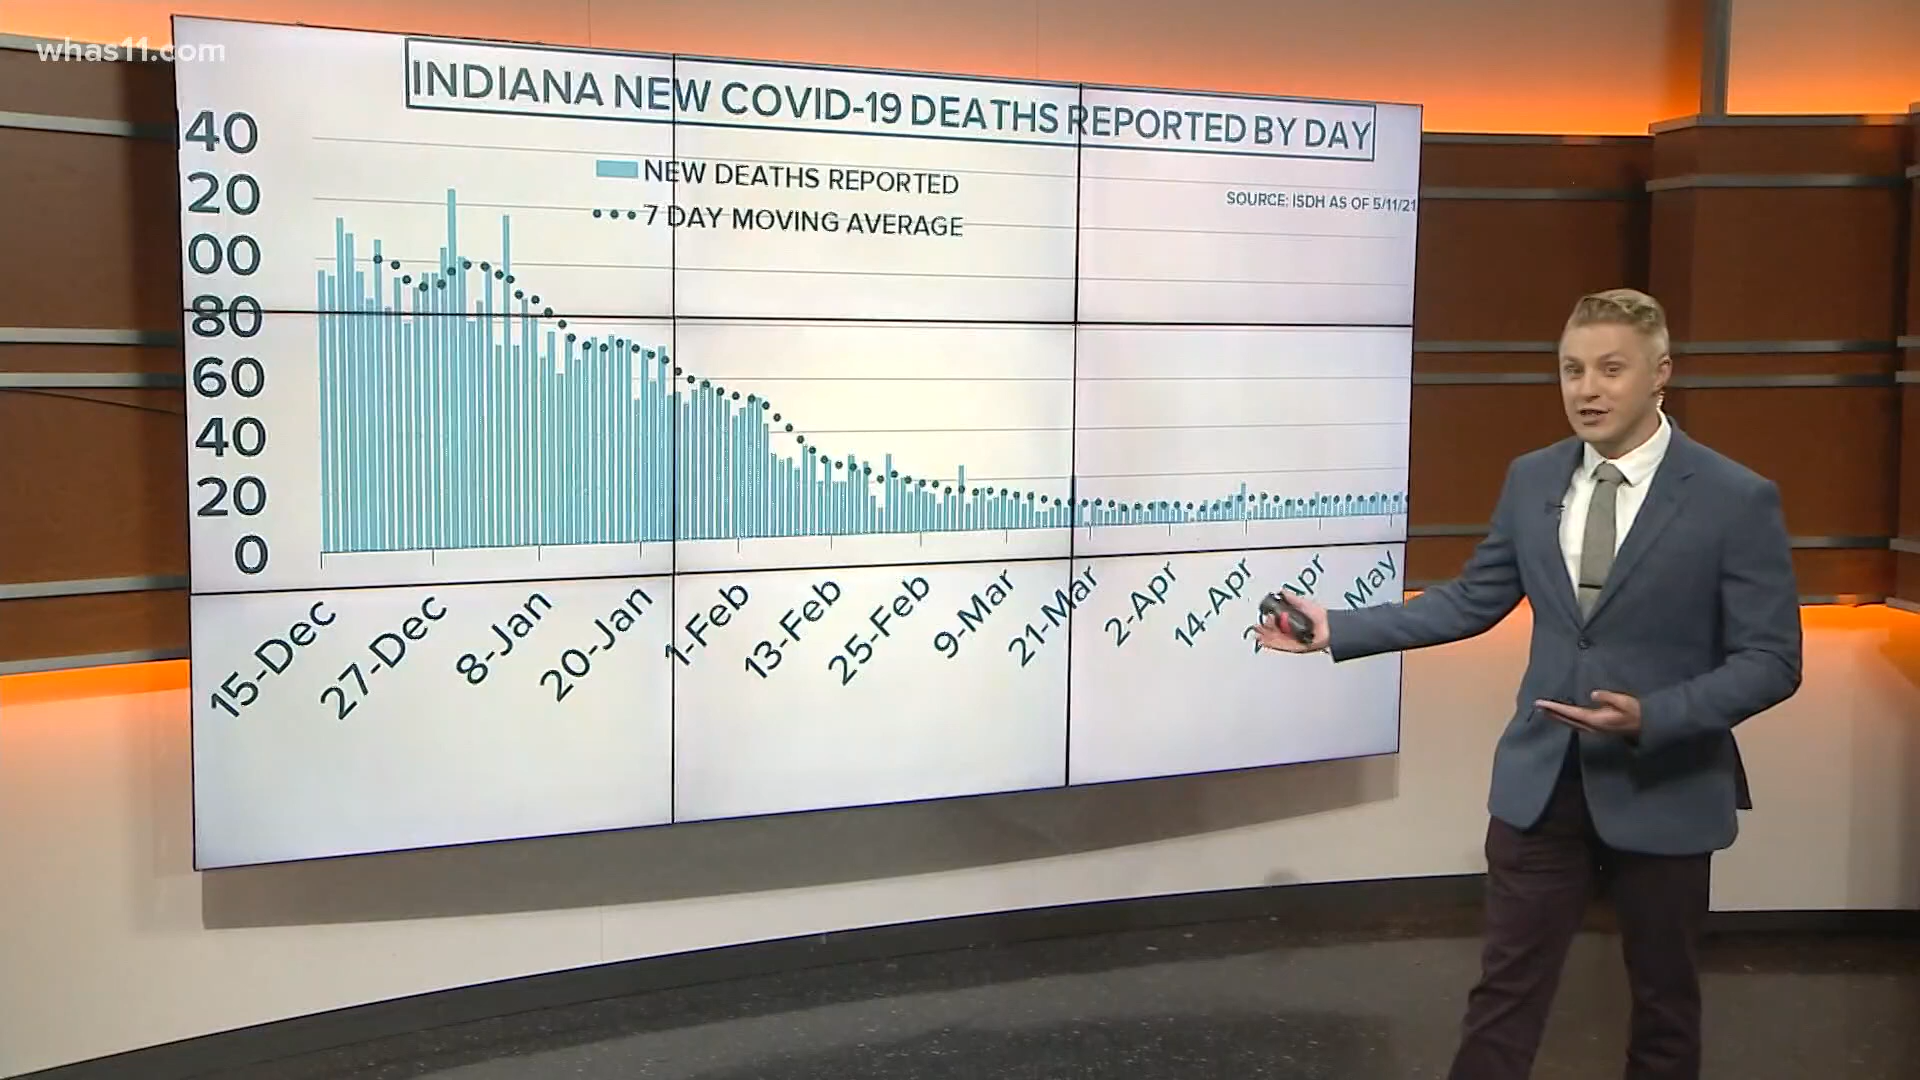 whas11.com
INDIANA NEW COVID-19 DEATHS REPORTED BY DAY
NEW DEATHS REPORTED
7 DAY MOVING AVERAGE
SOURCE: ISDH AS OF 5/11/21
40
20
00
80
60
40
20
0
15-Dec
27-Dec
8-Jan
20-Jan
1-Feb
13-Feb
25-Feb
9-Mar
21-Mar
2-Apr
14-Apr
Apr
-May